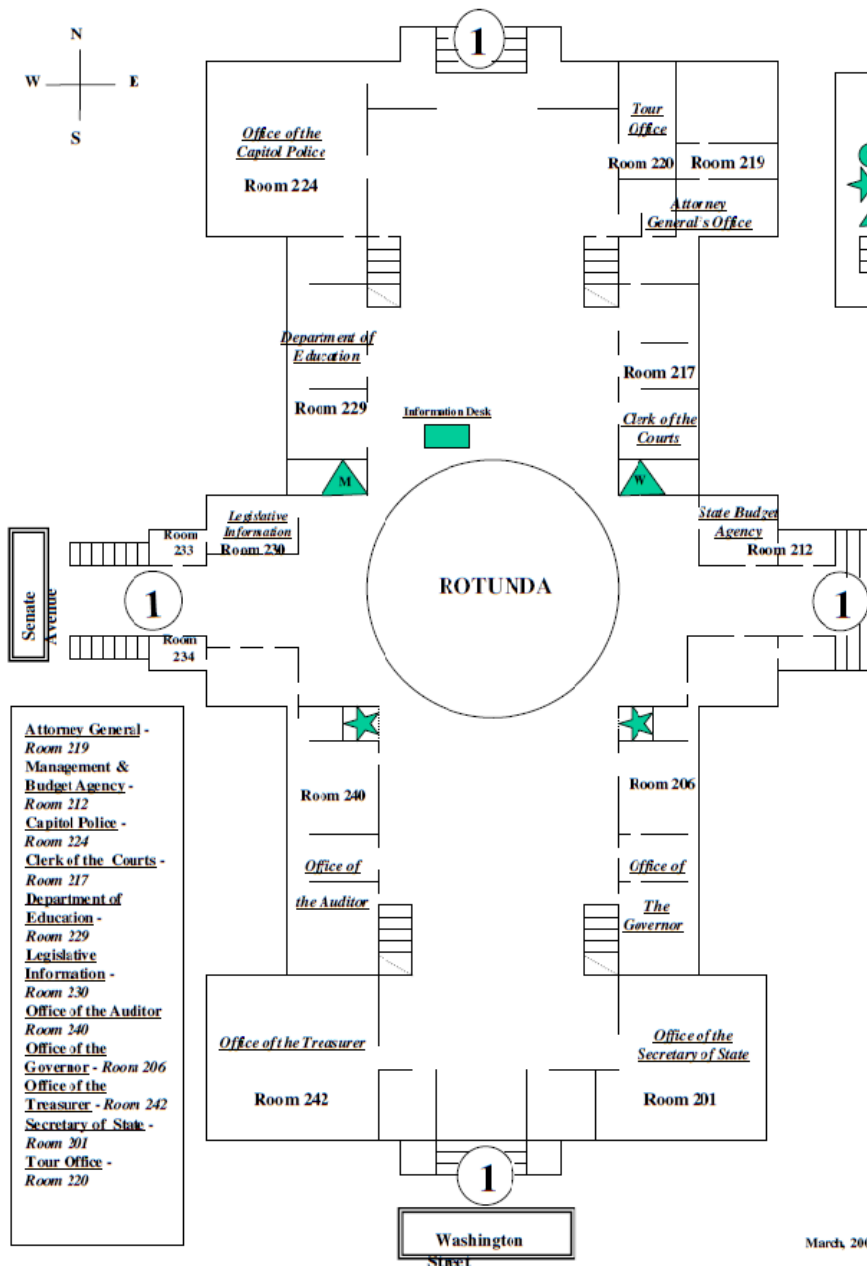 N
W E
S
1
Office of the
Capitol Police
Room 224
Tour
Office
Room 220
Room 219
Attorney
General's Office
Department of
Education
Room 229
Information Desk
Room 217
Clerk of the
Courts
M
W
Legislative
Information
Room 230
Room
233
State Budget
Agency
Room 212
Senate
Avenue
1
ROTUNDA
1
Room
234
Room 240
Room 206
Office of
the Auditor
Office of
The
Governor
Attorney General -
Room 219
Management &
Budget Agency -
Room 212
Capitol Police -
Room 224
Clerk of the Courts -
Room 217
Department of
Education -
Room 229
Legislative
Information -
Room 230
Office of the Auditor
Room 240
Office of the
Governor - Room 206
Office of the
Treasurer - Room 242
Secretary of State -
Room 201
Tour Office -
Room 220
Office of the Treasurer
Room 242
Office of the
Secretary of State
Room 201
1
Washington
Street
March,